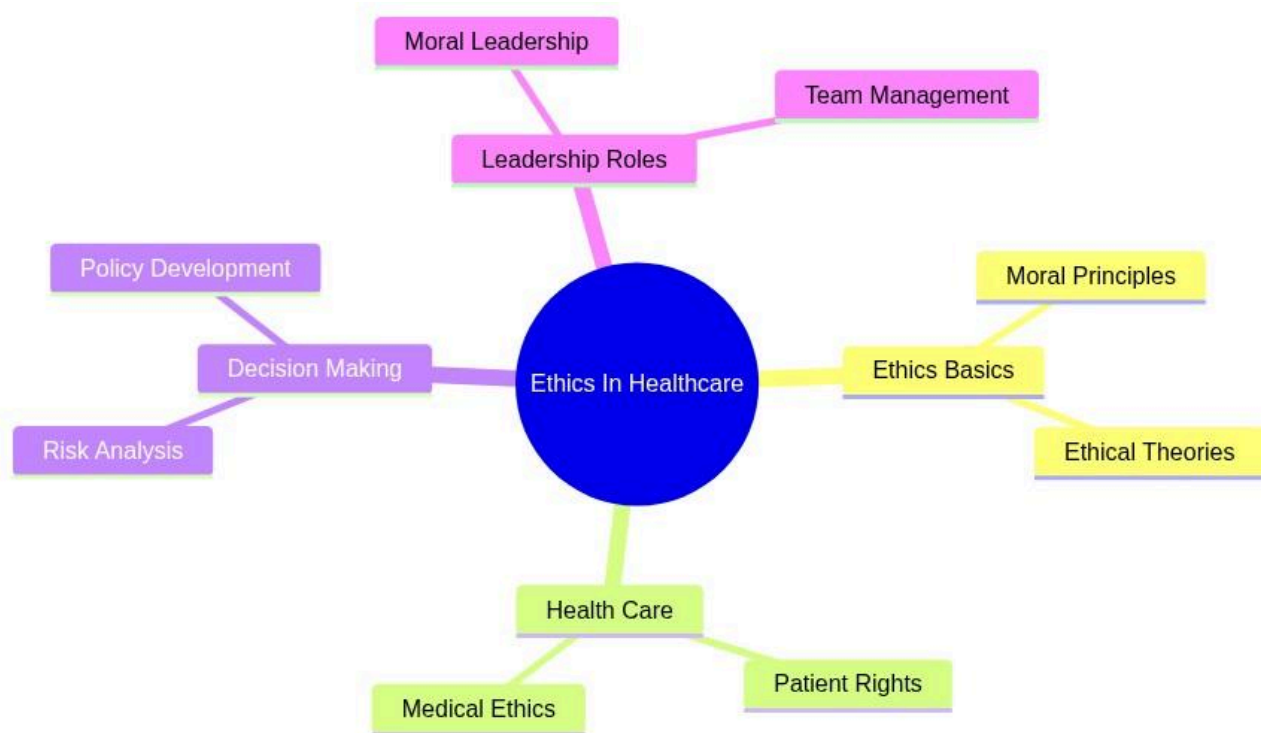 Moral Leadership
Team Management
Leadership Roles
Policy Development
Moral Principles
Decision Making
Ethics In Healthcare
Ethics Basics
Risk Analysis
Ethical Theories
Health Care
Medical Ethics
Patient Rights